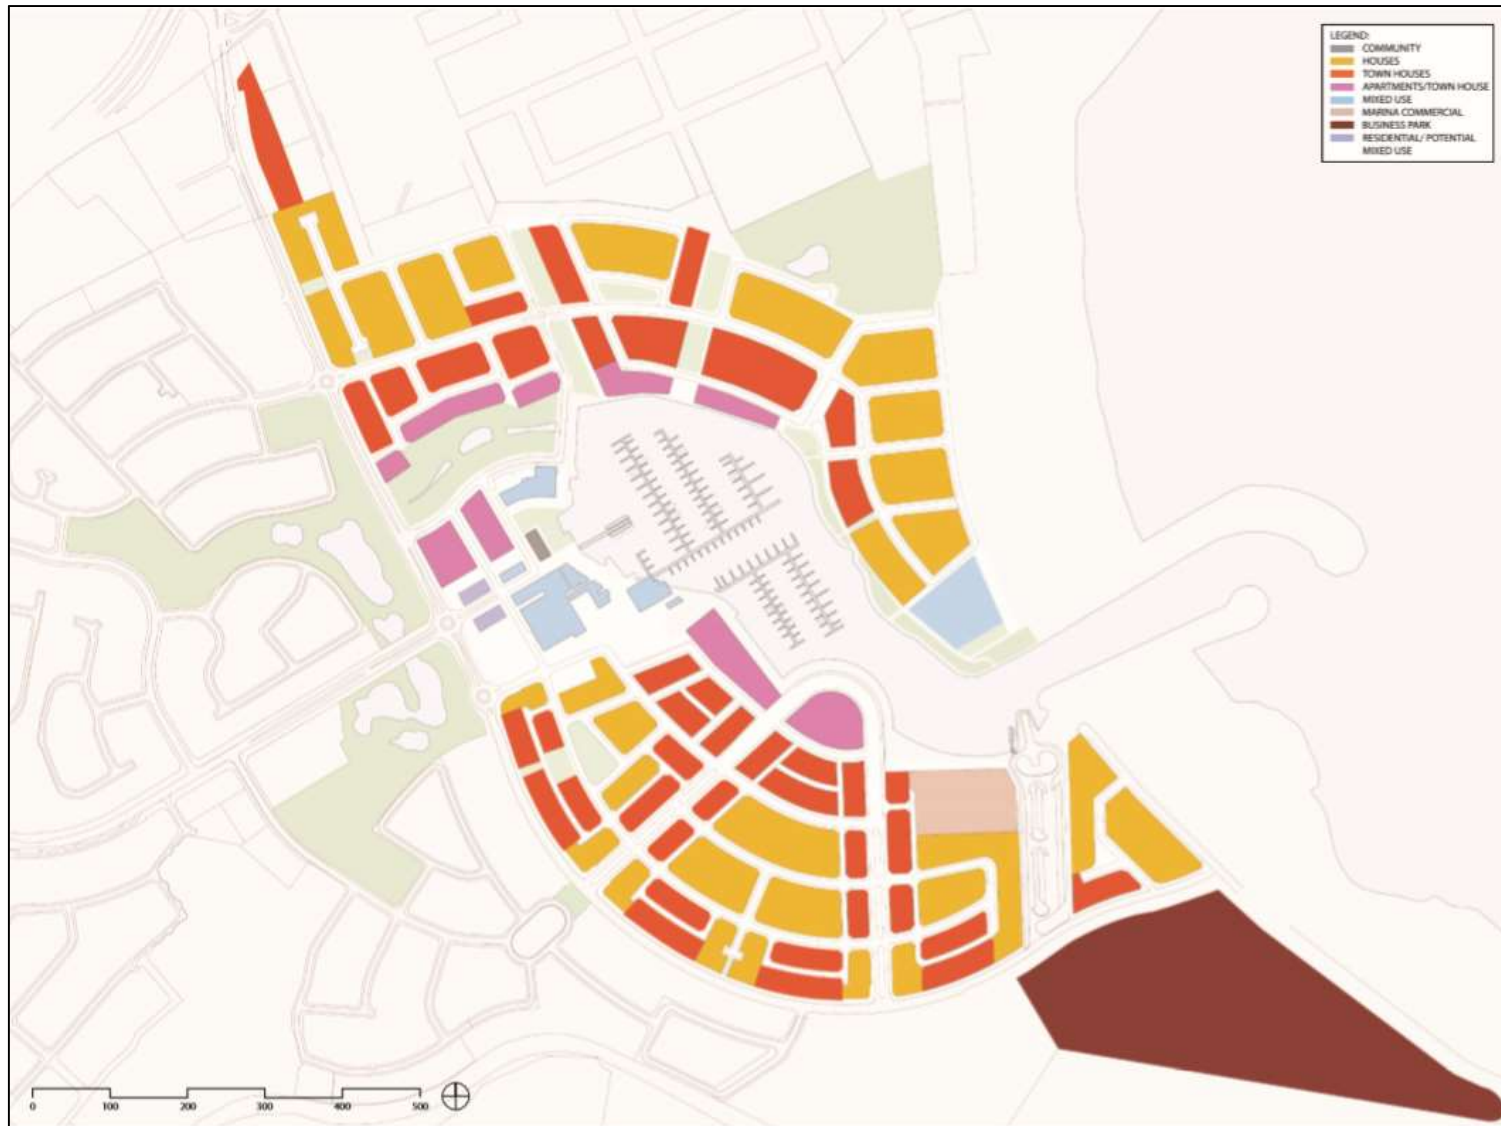 LEGEND:
COMMUNITY
HOUSES
TOWN HOUSES
APARTMENTS/TOWN HOUSE
MIXED USE
MARINA COMMERCIAL
BUSINESS PARK
RESIDENTIAL/ POTENTIAL
MIXED USE
0 100 200 300 400 500